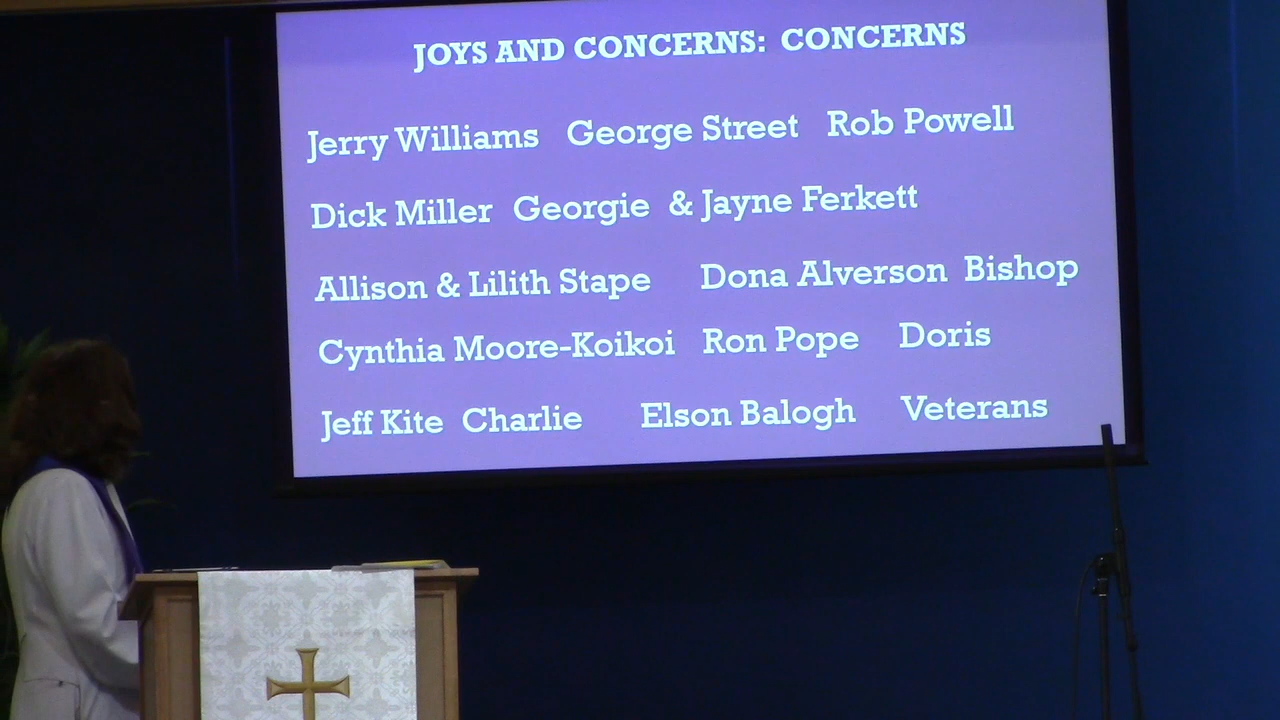 JOYS AND CONCERNS: CONCERNS
Jerry Williams George Street Rob Powell
Dick Miller Georgie & Jayne Ferkett
Allison & Lilith Stape Dona Alverson Bishop
Cynthia Moore-Koikoi Ron Pope Doris
Jeff Kite Charlie Elson Balogh Veterans